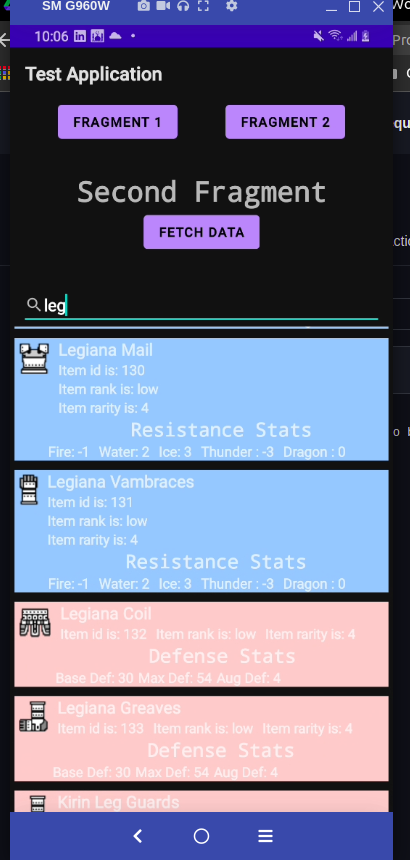 SM G960W
10:06
Test Application
FRAGMENT 1 FRAGMENT 2
Second Fragment
FETCH DATA
leg
Legiana Mail
Item id is: 130
Item rank is: low
Item rarity is: 4
Resistance Stats
Fire: -1 Water: 2 Ice: 3 Thunder : -3 Dragon : 0
Legiana Vambraces
Item id is: 131
Item rank is: low
Item rarity is: 4
Resistance Stats
Fire: -1 Water: 2 Ice: 3 Thunder : -3 Dragon : 0
Legiana Coil
Item id is: 132 Item rank is: low Item rarity is: 4
Defense Stats
Base Def: 30 Max Def: 54 Aug Def: 4
Legiana Greaves
Item id is: 133 Item rank is: low Item rarity is: 4
Defense Stats
Base Def: 30 Max Def: 54 Aug Def: 4
Kirin Leg Guards